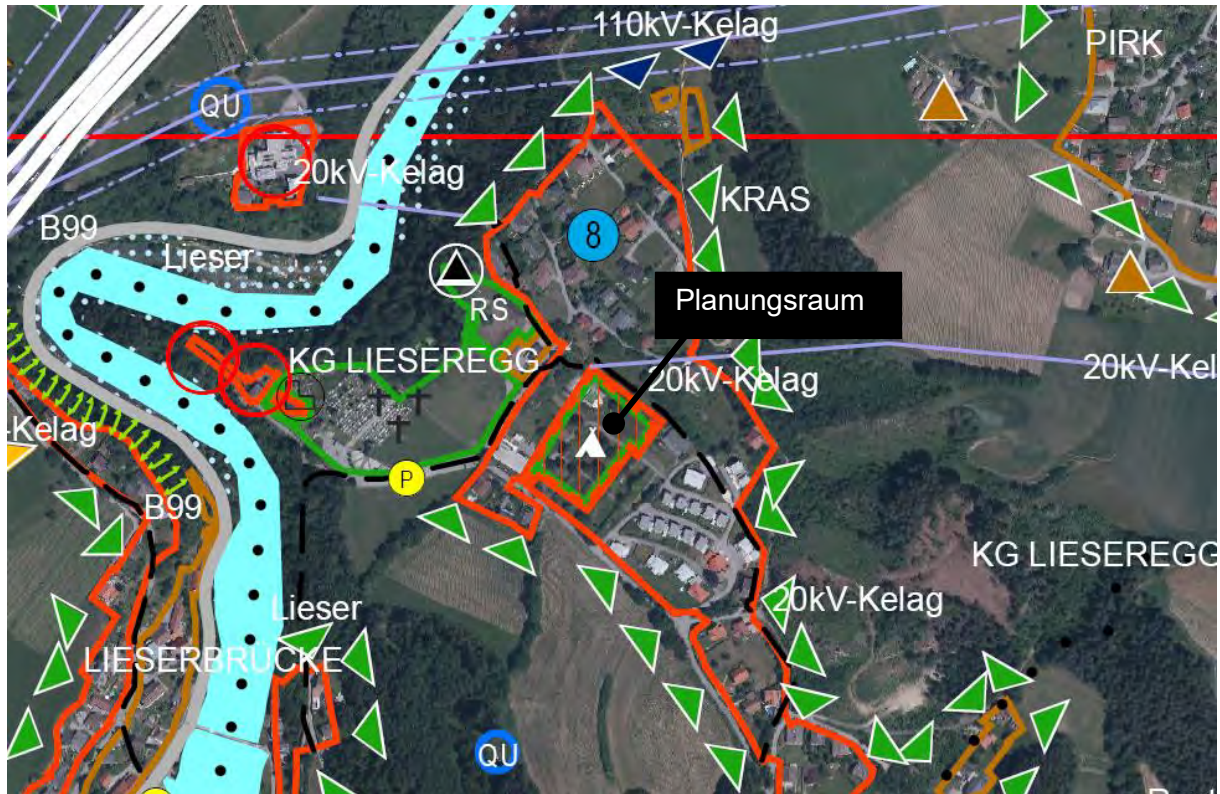 110kV-Kelag
PIRK
QU
20kV-Kelag
KRAS
B99
Lieser
8
Planungsraum
RS
KG LIESEREGG
20kV-Kelag
20kV-Kel
-Kelag
P
B99
KG LIESEREGG
20kV-Kelag
Lieser
LIESERBRÜCKE
QU